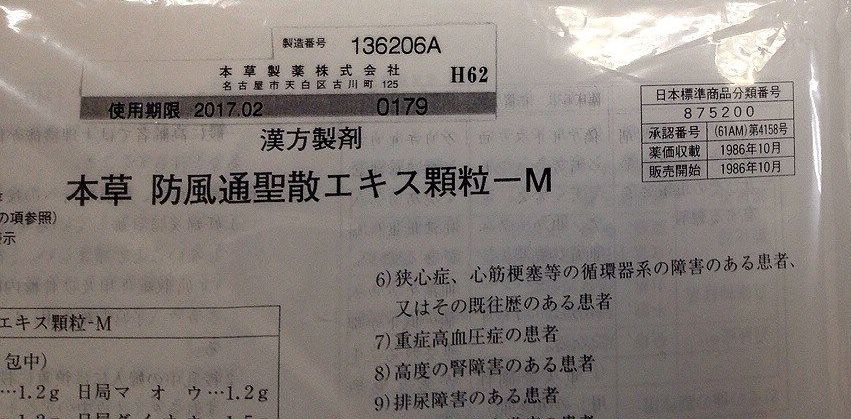 製造番号 136206A
本草製薬株式会社
名古屋市天白区古川町 125
H62
使用期限 2017.02 0179
漢方製剤
本草 防風通聖散エキス顆粒－M
日本標準商品分類番号
875200
承認番号 (61AM)第4158号
薬価収載 1986年10月
販売開始 1986年10月
の項参照)
示
6)狭心症、心筋梗塞等の循環器系の障害のある患者、
又はその既往歴のある患者
7)重症高血圧症の患者
8)高度の腎障害のある患者
9)排尿障害のある患者
エキス顆粒-M
包中)
…1.2g 日局マオウ…1.2g